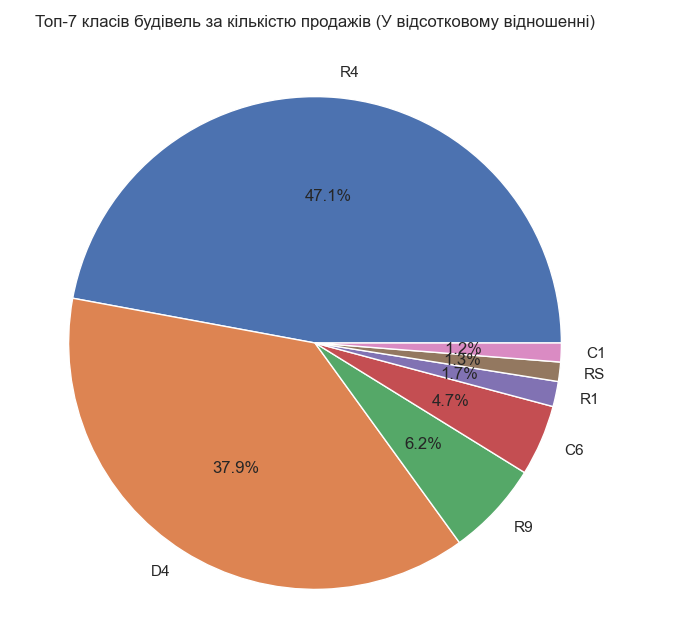 Топ-7 класів будівель за кількістю продажів (У відсотковому відношенні)
R4
47.1%
1.2%
C1
1.3%
RS
1.7%
R1
4.7%
6.2%
C6
37.9%
R9
D4